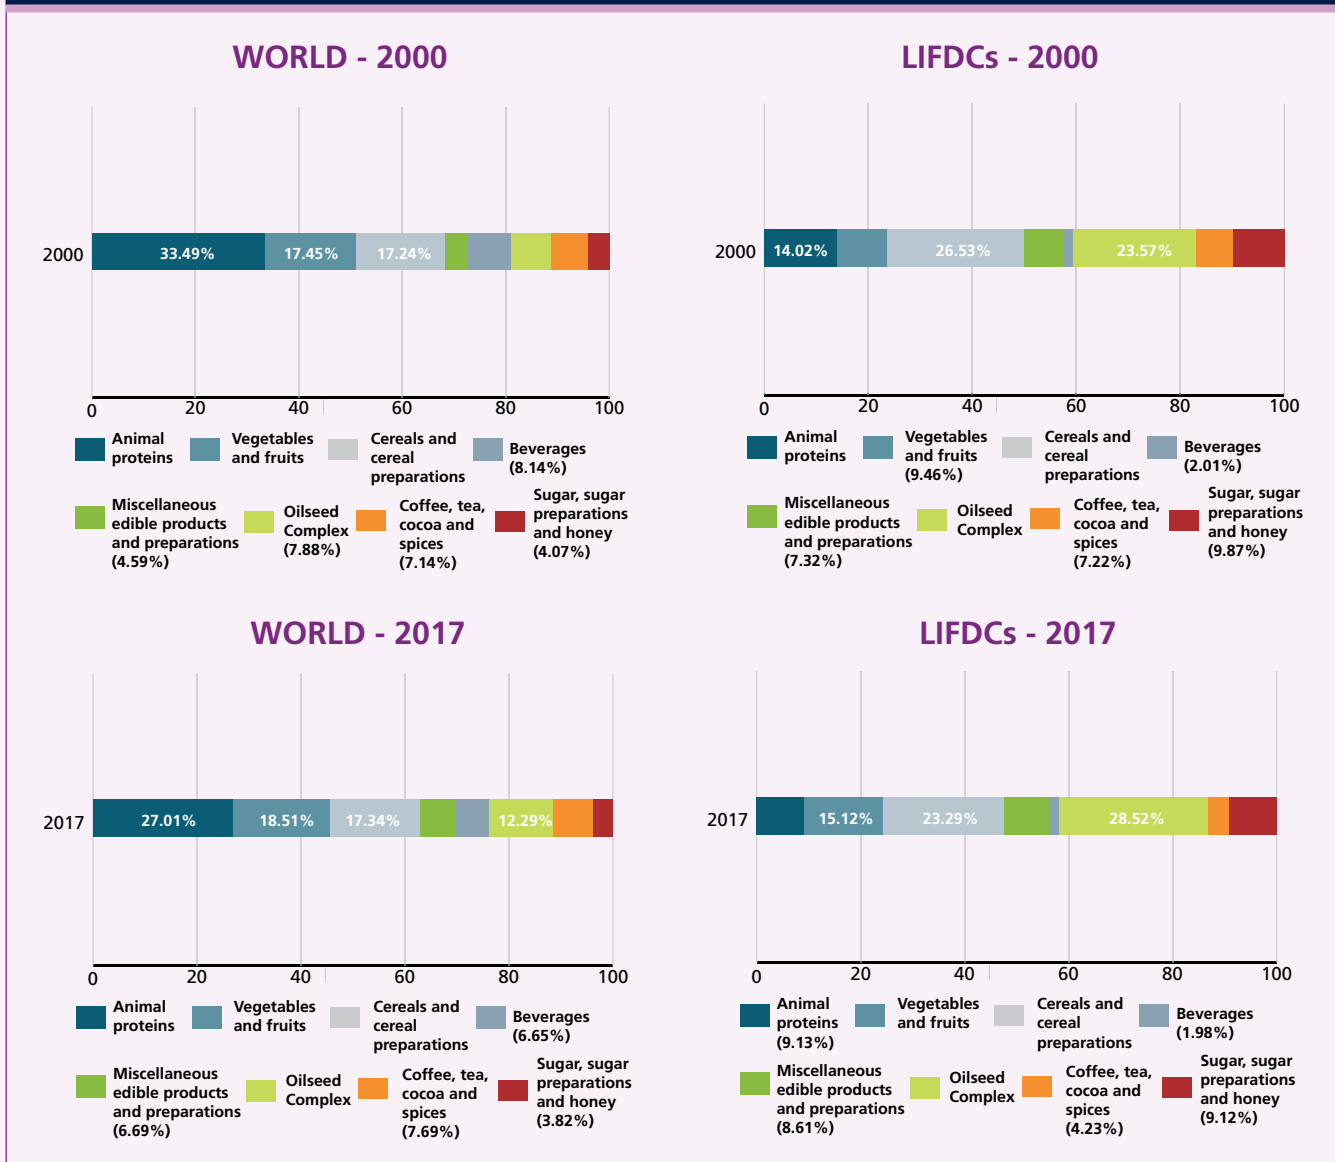 WORLD - 2000
2000
33.49%
17.45%
17.24%
0
20
40
60
80
100
Animal
proteins
Vegetables
and fruits
Cereals and
cereal
preparations
Beverages
(8.14%)
Miscellaneous
edible products
and preparations
(4.59%)
Oilseed
Complex
(7.88%)
Coffee, tea,
cocoa and
spices
(7.14%)
Sugar, sugar
preparations
and honey
(4.07%)
LIFDCs - 2000
2000
14.02%
26.53%
23.57%
0
20
40
60
80
100
Animal
proteins
Vegetables
and fruits
(9.46%)
Cereals and
cereal
preparations
Beverages
(2.01%)
Miscellaneous
edible products
and preparations
(7.32%)
Oilseed
Complex
Coffee, tea,
cocoa and
spices
(7.22%)
Sugar, sugar
preparations
and honey
(9.87%)
WORLD - 2017
2017
27.01%
18.51%
17.34%
12.29%
0
20
40
60
80
100
Animal
proteins
Vegetables
and fruits
Cereals and
cereal
preparations
Beverages
(6.65%)
Miscellaneous
edible products
and preparations
(6.69%)
Oilseed
Complex
Coffee, tea,
cocoa and
spices
(7.69%)
Sugar, sugar
preparations
and honey
(3.82%)
LIFDCs - 2017
2017
15.12%
23.29%
28.52%
0
20
40
60
80
100
Animal
proteins
(9.13%)
Vegetables
and fruits
Cereals and
cereal
preparations
Beverages
(1.98%)
Miscellaneous
edible products
and preparations
(8.61%)
Oilseed
Complex
Coffee, tea,
cocoa and
spices
(4.23%)
Sugar, sugar
preparations
and honey
(9.12%)